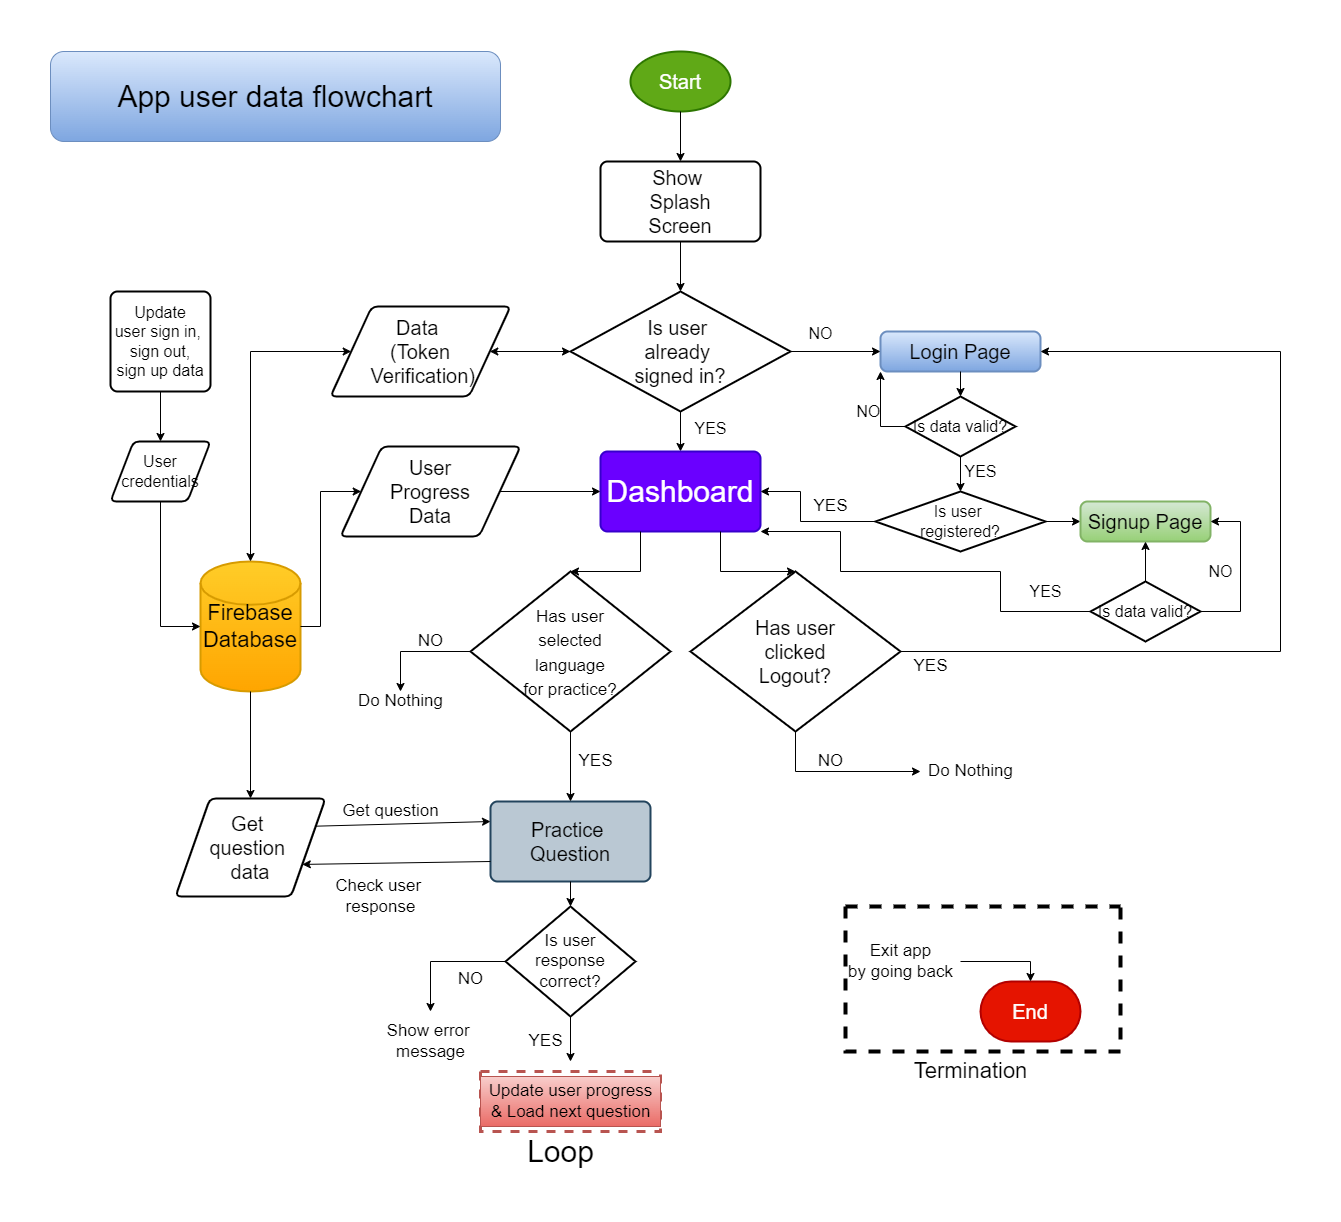 App user data flowchart
Start
Show
Splash
Screen
Update
user sign in,
sign out,
sign up data
Data
(Token
Verification)
Is user
already
signed in?
NO
Login Page
YES
NO
Is data valid?
User
credentials
User
Progress
Data
Dashboard
YES
YES
Is user
registered?
Signup Page
NO
YES
Is data valid?
Firebase
Database
NO
Do Nothing
Has user
selected
language
for practice?
Has user
clicked
Logout?
YES
YES
NO
Do Nothing
Get
question
data
Get question
Check user
response
Practice
Question
Is user
response
correct?
NO
Show error
message
YES
Update user progress
& Load next question
Loop
Exit app
by going back
End
Termination